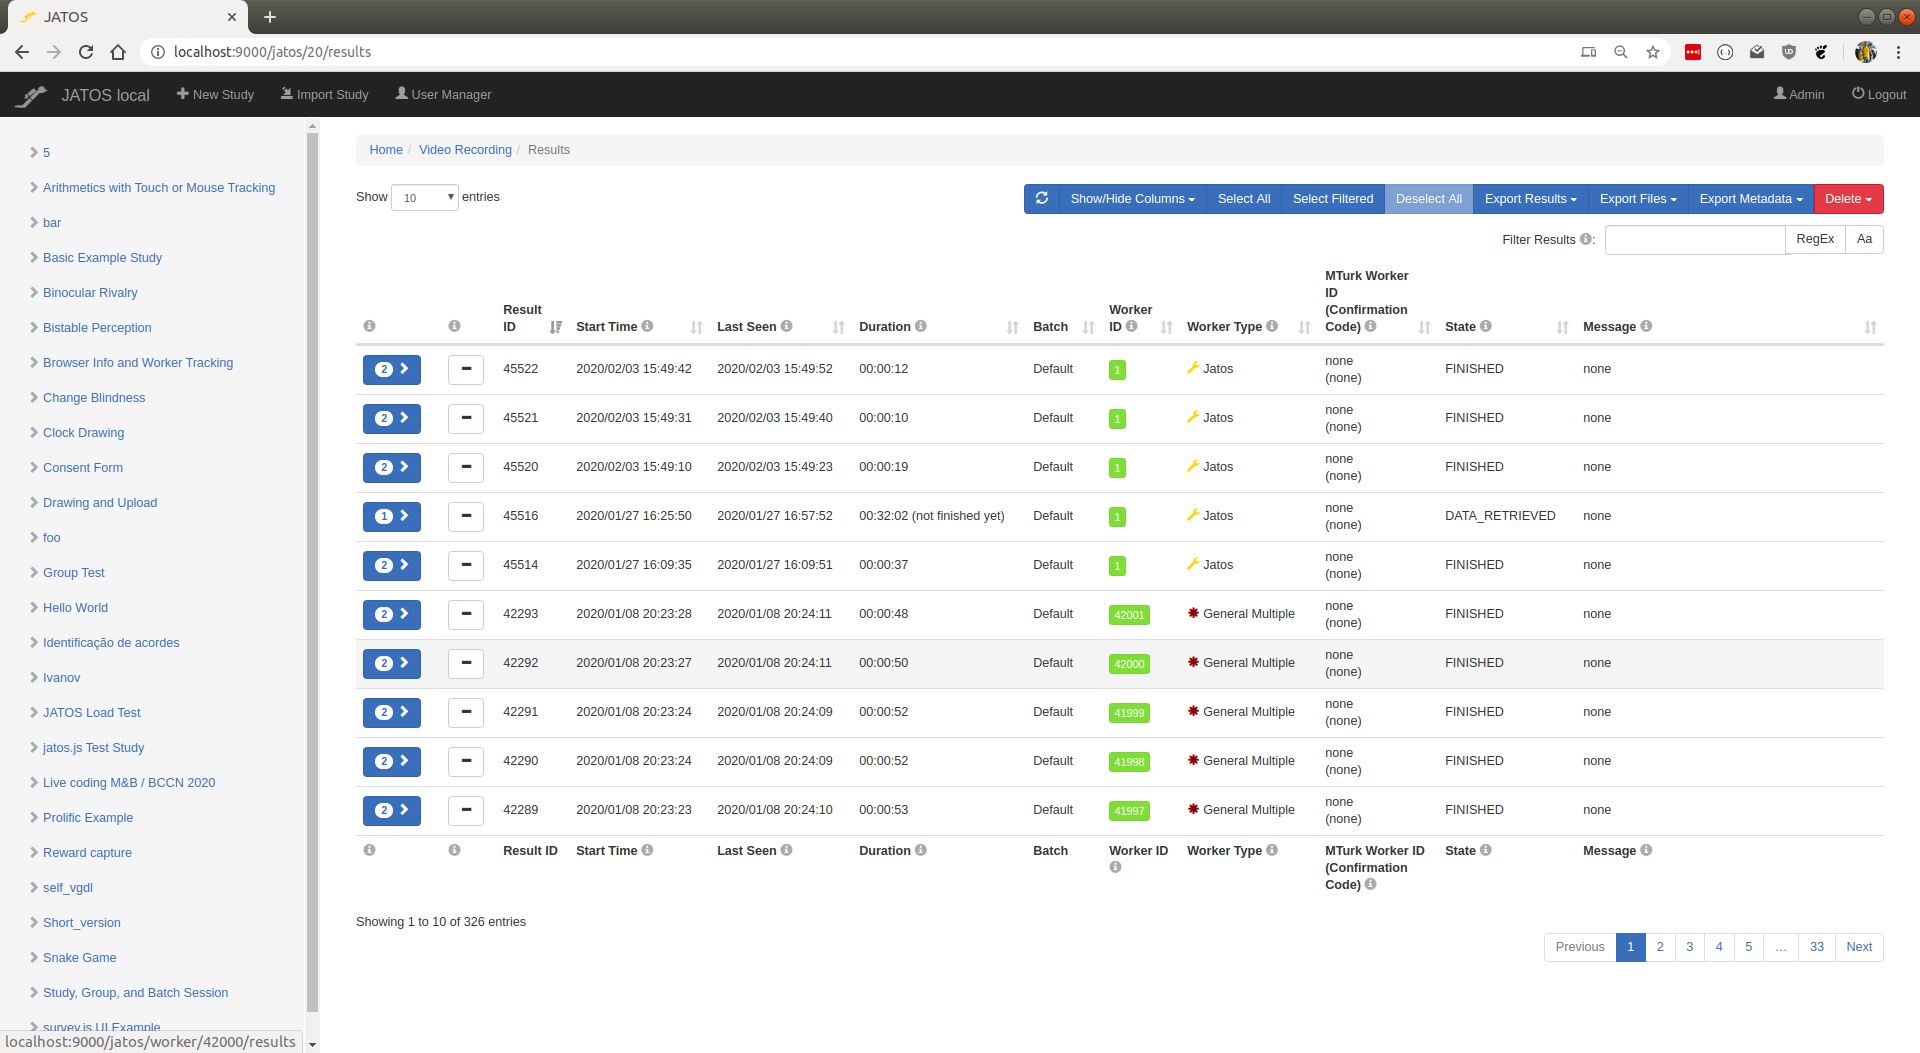 JATOS
localhost:9000/jatos/20/results
JATOS local New Study Import Study User Manager Admin Logout
5
Arithmetics with Touch or Mouse Tracking
bar
Basic Example Study
Binocular Rivalry
Bistable Perception
Browser Info and Worker Tracking
Change Blindness
Clock Drawing
Consent Form
Drawing and Upload
foo
Group Test
Hello World
Identificação de acordes
Ivanov
JATOS Load Test
jatos.js Test Study
Live coding M&B / BCCN 2020
Prolific Example
Reward capture
self_vgdl
Short_version
Snake Game
Study, Group, and Batch Session
survey.js UI Example
localhost:9000/jatos/worker/42000/results
Home / Video Recording / Results
Show 10 entries
Show/Hide Columns Select All Select Filtered Deselect All Export Results Export Files Export Metadata Delete
Filter Results : RegEx Aa
Result ID Start Time Last Seen Duration Batch Worker ID Worker Type MTurk Worker ID (Confirmation Code) State Message
2 45522 2020/02/03 15:49:42 2020/02/03 15:49:52 00:00:12 Default 1 Jatos none (none) FINISHED none
2 45521 2020/02/03 15:49:31 2020/02/03 15:49:40 00:00:10 Default 1 Jatos none (none) FINISHED none
2 45520 2020/02/03 15:49:10 2020/02/03 15:49:23 00:00:19 Default 1 Jatos none (none) FINISHED none
1 45516 2020/01/27 16:25:50 2020/01/27 16:57:52 00:32:02 (not finished yet) Default 1 Jatos none (none) DATA_RETRIEVED none
2 45514 2020/01/27 16:09:35 2020/01/27 16:09:51 00:00:37 Default 1 Jatos none (none) FINISHED none
2 42293 2020/01/08 20:23:28 2020/01/08 20:24:11 00:00:48 Default 42001 General Multiple none (none) FINISHED none
2 42292 2020/01/08 20:23:27 2020/01/08 20:24:11 00:00:50 Default 42000 General Multiple none (none) FINISHED none
2 42291 2020/01/08 20:23:24 2020/01/08 20:24:09 00:00:52 Default 41999 General Multiple none (none) FINISHED none
2 42290 2020/01/08 20:23:24 2020/01/08 20:24:09 00:00:52 Default 41998 General Multiple none (none) FINISHED none
2 42289 2020/01/08 20:23:23 2020/01/08 20:24:10 00:00:53 Default 41997 General Multiple none (none) FINISHED none
Result ID Start Time Last Seen Duration Batch Worker ID Worker Type MTurk Worker ID (Confirmation Code) State Message
Showing 1 to 10 of 326 entries
Previous 1 2 3 4 5 … 33 Next